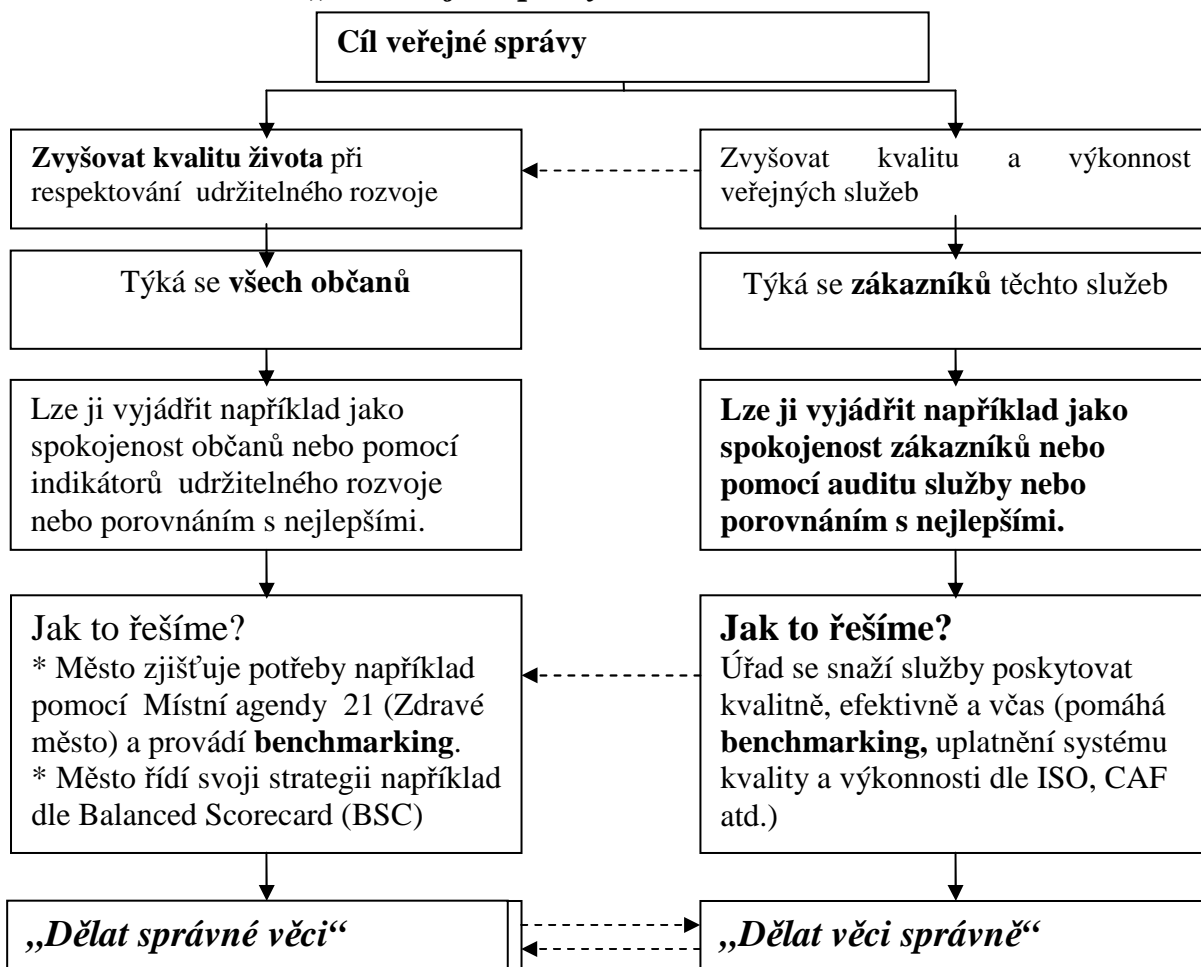 Cíl veřejné správy
Zvyšovat kvalitu života při
respektování udržitelného rozvoje
Zvyšovat kvalitu a výkonnost
veřejných služeb
Týká se všech občanů
Týká se zákazníků těchto služeb
Lze ji vyjádřit například jako
spokojenost občanů nebo pomocí
indikátorů udržitelného rozvoje
nebo porovnáním s nejlepšími.
Lze ji vyjádřit například jako
spokojenost zákazníků nebo
pomocí auditu služby nebo
porovnáním s nejlepšími.
Jak to řešíme?
* Město zjišťuje potřeby například
pomocí Místní agendy 21 (Zdravé
město) a provádí benchmarking.
* Město řídí svoji strategii například
dle Balanced Scorecard (BSC)
Jak to řešíme?
Úřad se snaží služby poskytovat
kvalitně, efektivně a včas (pomáhá
benchmarking, uplatnění systému
kvality a výkonnosti dle ISO, CAF
atd.)
„Dělat správné věci“
„Dělat věci správně“